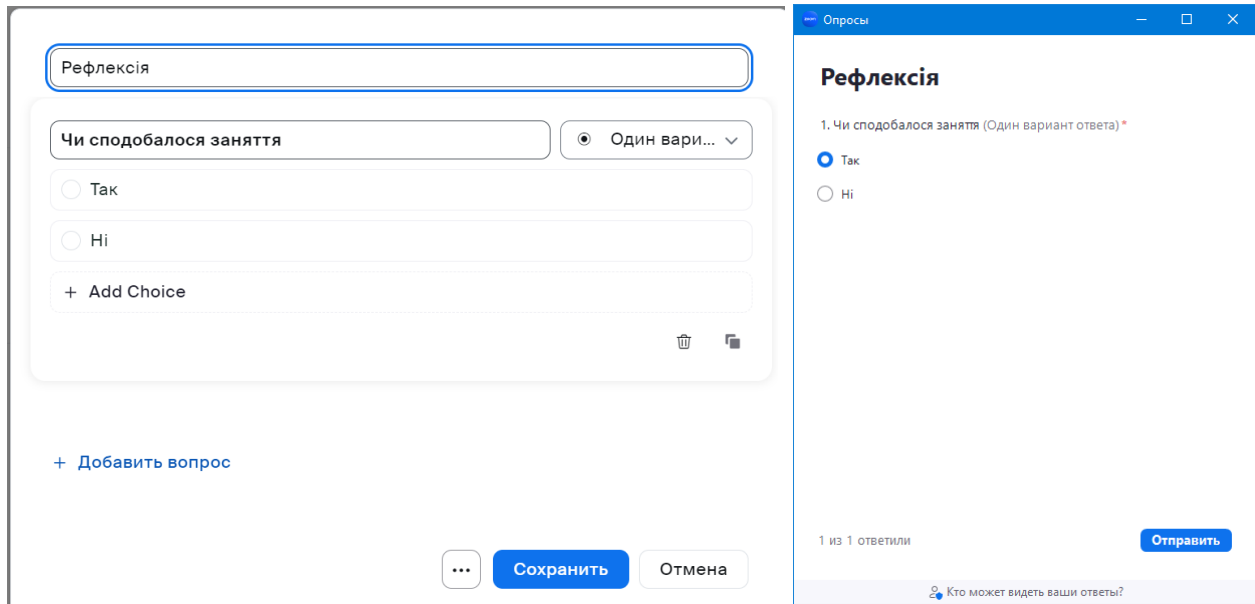 Рефлексія
Чи сподобалося заняття
Один вари...
Так
Ні
+ Add Choice
+ Добавить вопрос
... Сохранить Отмена
zoom Опросы
Рефлексія
1. Чи сподобалося заняття (Один вариант ответа) *
Так
Ні
1 из 1 ответили
Отправить
Кто может видеть ваши ответы?